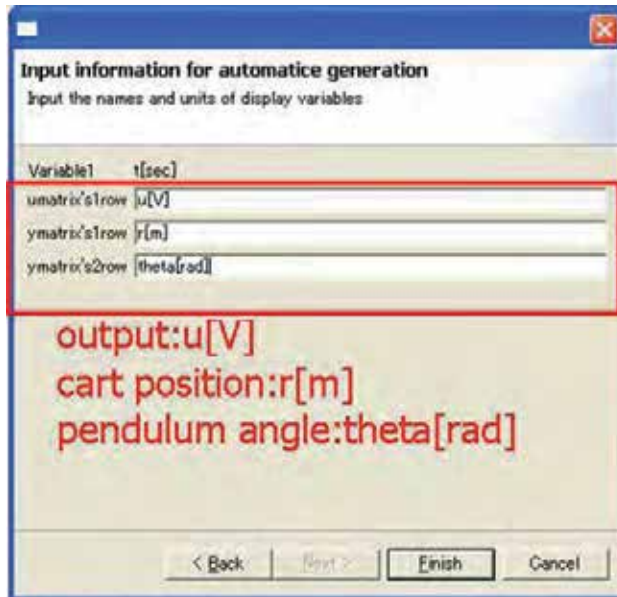 Input information for automatice generation
Input the names and units of display variables
Variable1 t[sec]
umatrix's1row u[V]
ymatrix's1row r[m]
ymatrix's2row theta[rad]
output:u[V]
cart position:r[m]
pendulum angle:theta[rad]
< Back Next > Finish Cancel